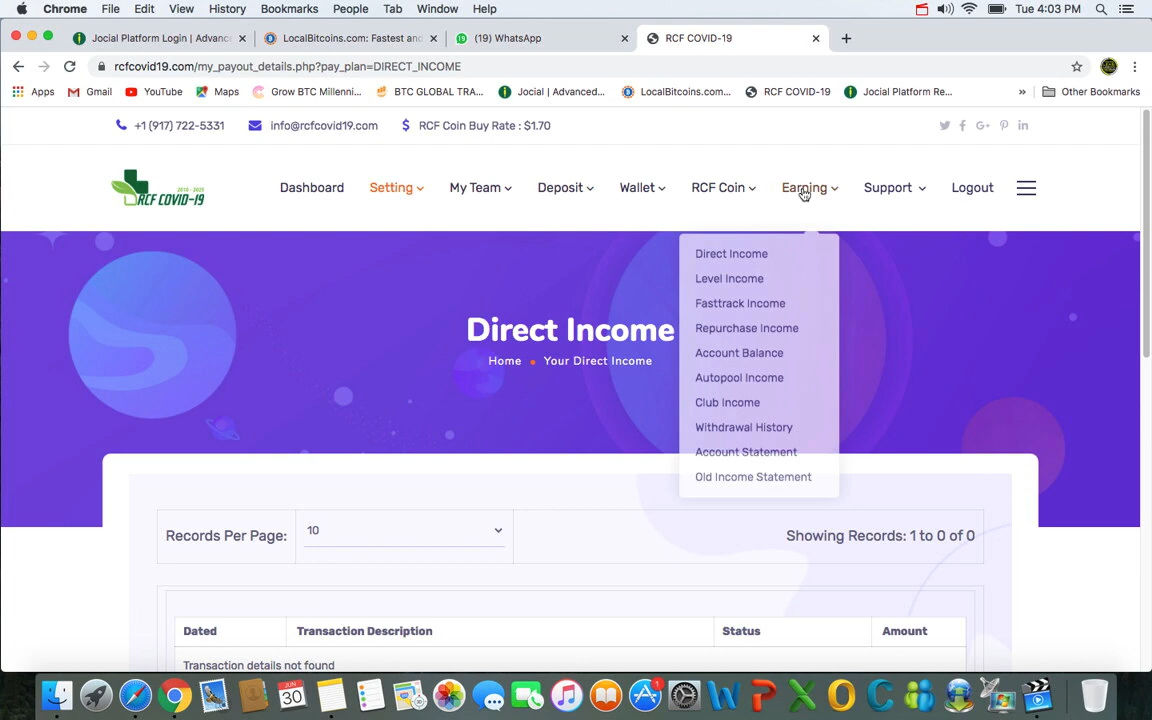 Chrome File Edit View History Bookmarks People Tab Window Help Tue 4:03 PM
Jocial Platform Login | Advanc LocalBitcoins.com: Fastest and (19) WhatsApp RCF COVID-19
rcfcovid19.com/my_payout_details.php?pay_plan=DIRECT_INCOME
Apps Gmail YouTube Maps Grow BTC Millenni... BTC GLOBAL TRA... Jocial | Advanced... LocalBitcoins.com... RCF COVID-19 Jocial Platform Re... » Other Bookmarks
+1 (917) 722-5331 info@rcfcovid19.com $ RCF Coin Buy Rate : $1.70
RCF COVID-19
Dashboard Setting My Team Deposit Wallet RCF Coin Earning Support Logout
Direct Income
Level Income
Fasttrack Income
Repurchase Income
Account Balance
Autopool Income
Club Income
Withdrawal History
Account Statement
Old Income Statement
Direct Income
Home Your Direct Income
Records Per Page: 10 Showing Records: 1 to 0 of 0
Dated Transaction Description Status Amount
Transaction details not found
JUN
30
1